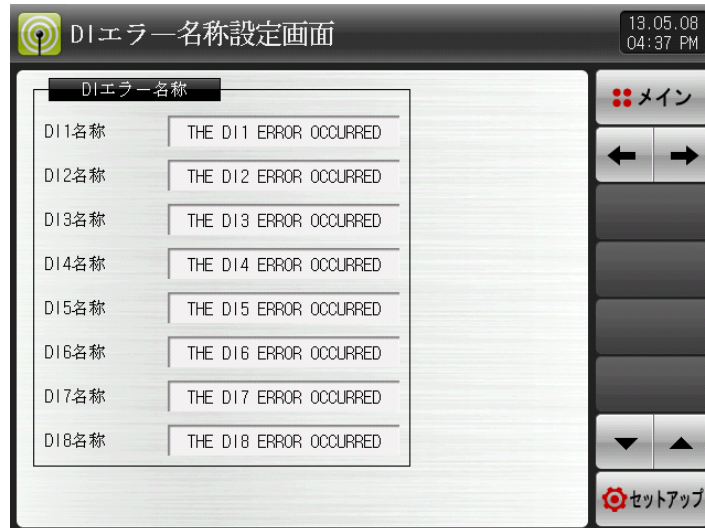 DIエラー名称設定画面
13.05.08
04:37 PM
DIエラー名称
DI1名称 THE DI1 ERROR OCCURRED
DI2名称 THE DI2 ERROR OCCURRED
DI3名称 THE DI3 ERROR OCCURRED
DI4名称 THE DI4 ERROR OCCURRED
DI5名称 THE DI5 ERROR OCCURRED
DI6名称 THE DI6 ERROR OCCURRED
DI7名称 THE DI7 ERROR OCCURRED
DI8名称 THE DI8 ERROR OCCURRED
メイン
セットアップ